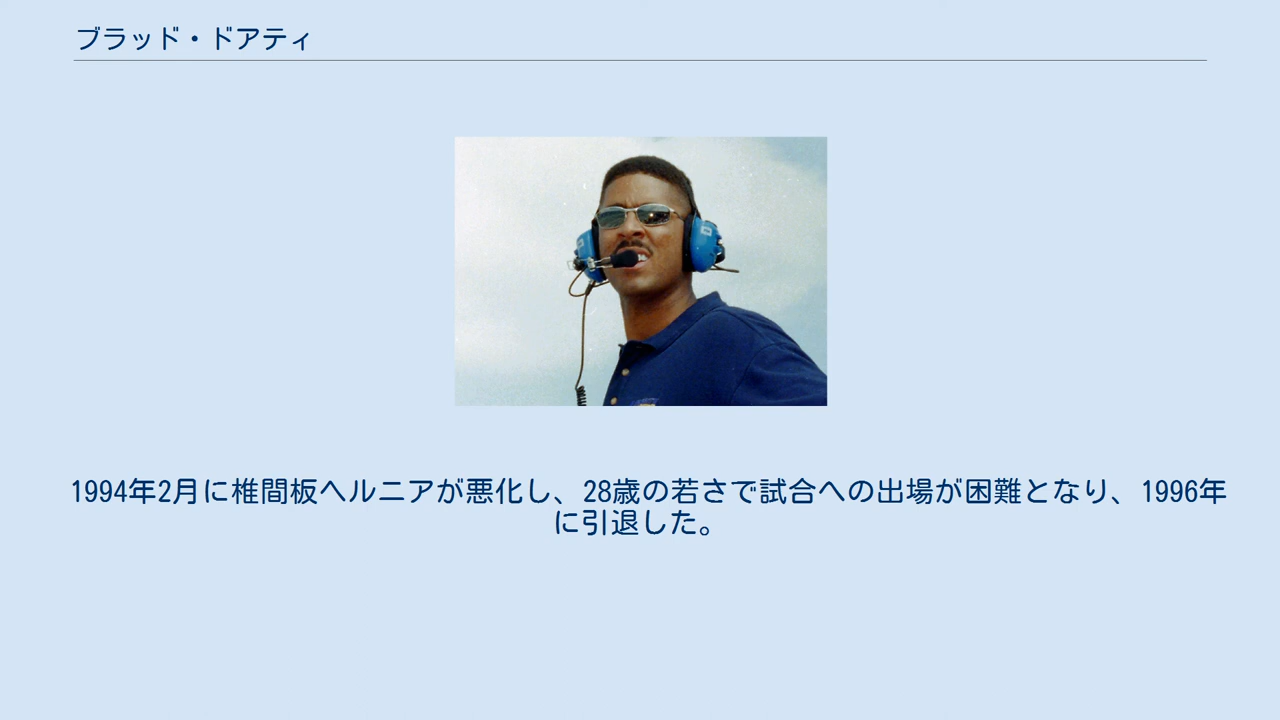 ブラッド・ドアティ
1994年2月に椎間板ヘルニアが悪化し、28歳の若さで試合への出場が困難となり、1996年
に引退した。